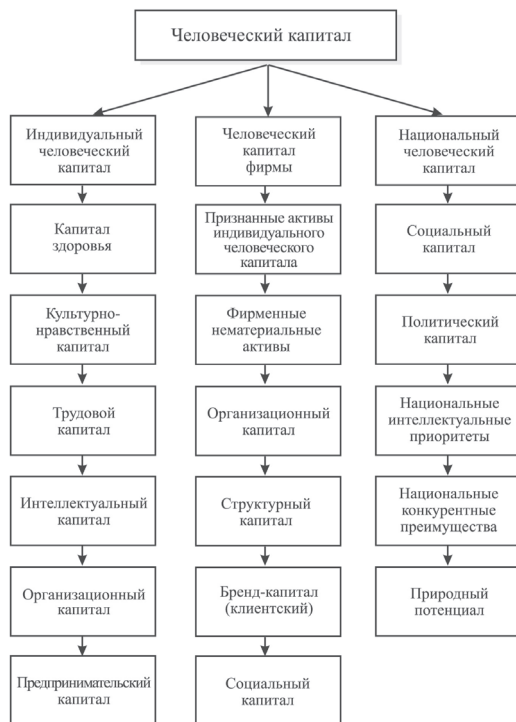 Человеческий капитал
Индивидуальный
человеческий
капитал
Капитал
здоровья
Культурно-
нравственный
капитал
Трудовой
капитал
Интеллектуальный
капитал
Организационный
капитал
Предпринимательский
капитал
Человеческий
капитал
фирмы
Признанные активы
индивидуального
человеческого
капитала
Фирменные
нематериальные
активы
Организационный
капитал
Структурный
капитал
Бренд-капитал
(клиентский)
Социальный
капитал
Национальный
человеческий
капитал
Социальный
капитал
Политический
капитал
Национальные
интеллектуальные
приоритеты
Национальные
конкурентные
преимущества
Природный
потенциал